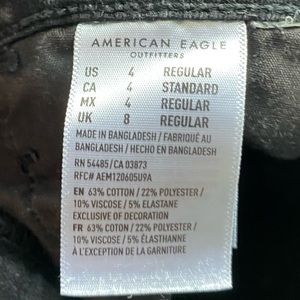 AMERICAN EAGLE
OUTFITTERS
US 4 REGULAR
CA 4 STANDARD
MX 4 REGULAR
UK 8 REGULAR
MADE IN BANGLADESH / FABRIQUÉ AU
BANGLADESH / HECHO EN BANGLADESH
RN 54485/CA 03873
RFC# AEM120605U9A
EN 63% COTTON / 22% POLYESTER /
10% VISCOSE / 5% ELASTANE
EXCLUSIVE OF DECORATION
FR 63% COTON / 22% POLYESTER /
10% VISCOSE / 5% ÉLASTHANNE
À L'EXCEPTION DE LA GARNITURE